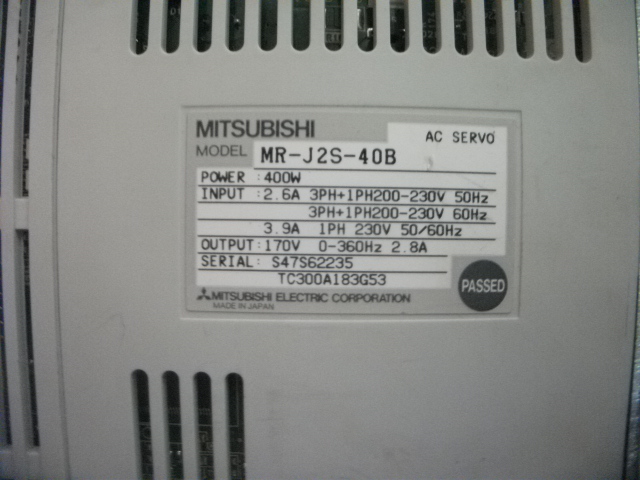 MITSUBISHI
AC SERVO
MODEL MR-J2S-40B
POWER :400W
INPUT :2.6A 3PH+1PH200-230V 50Hz
3PH+1PH200-230V 60Hz
3.9A 1PH 230V 50/60Hz
OUTPUT:170V 0-360Hz 2.8A
SERIAL: S47S62235
TC300A183G53
MITSUBISHI ELECTRIC CORPORATION
MADE IN JAPAN
PASSED